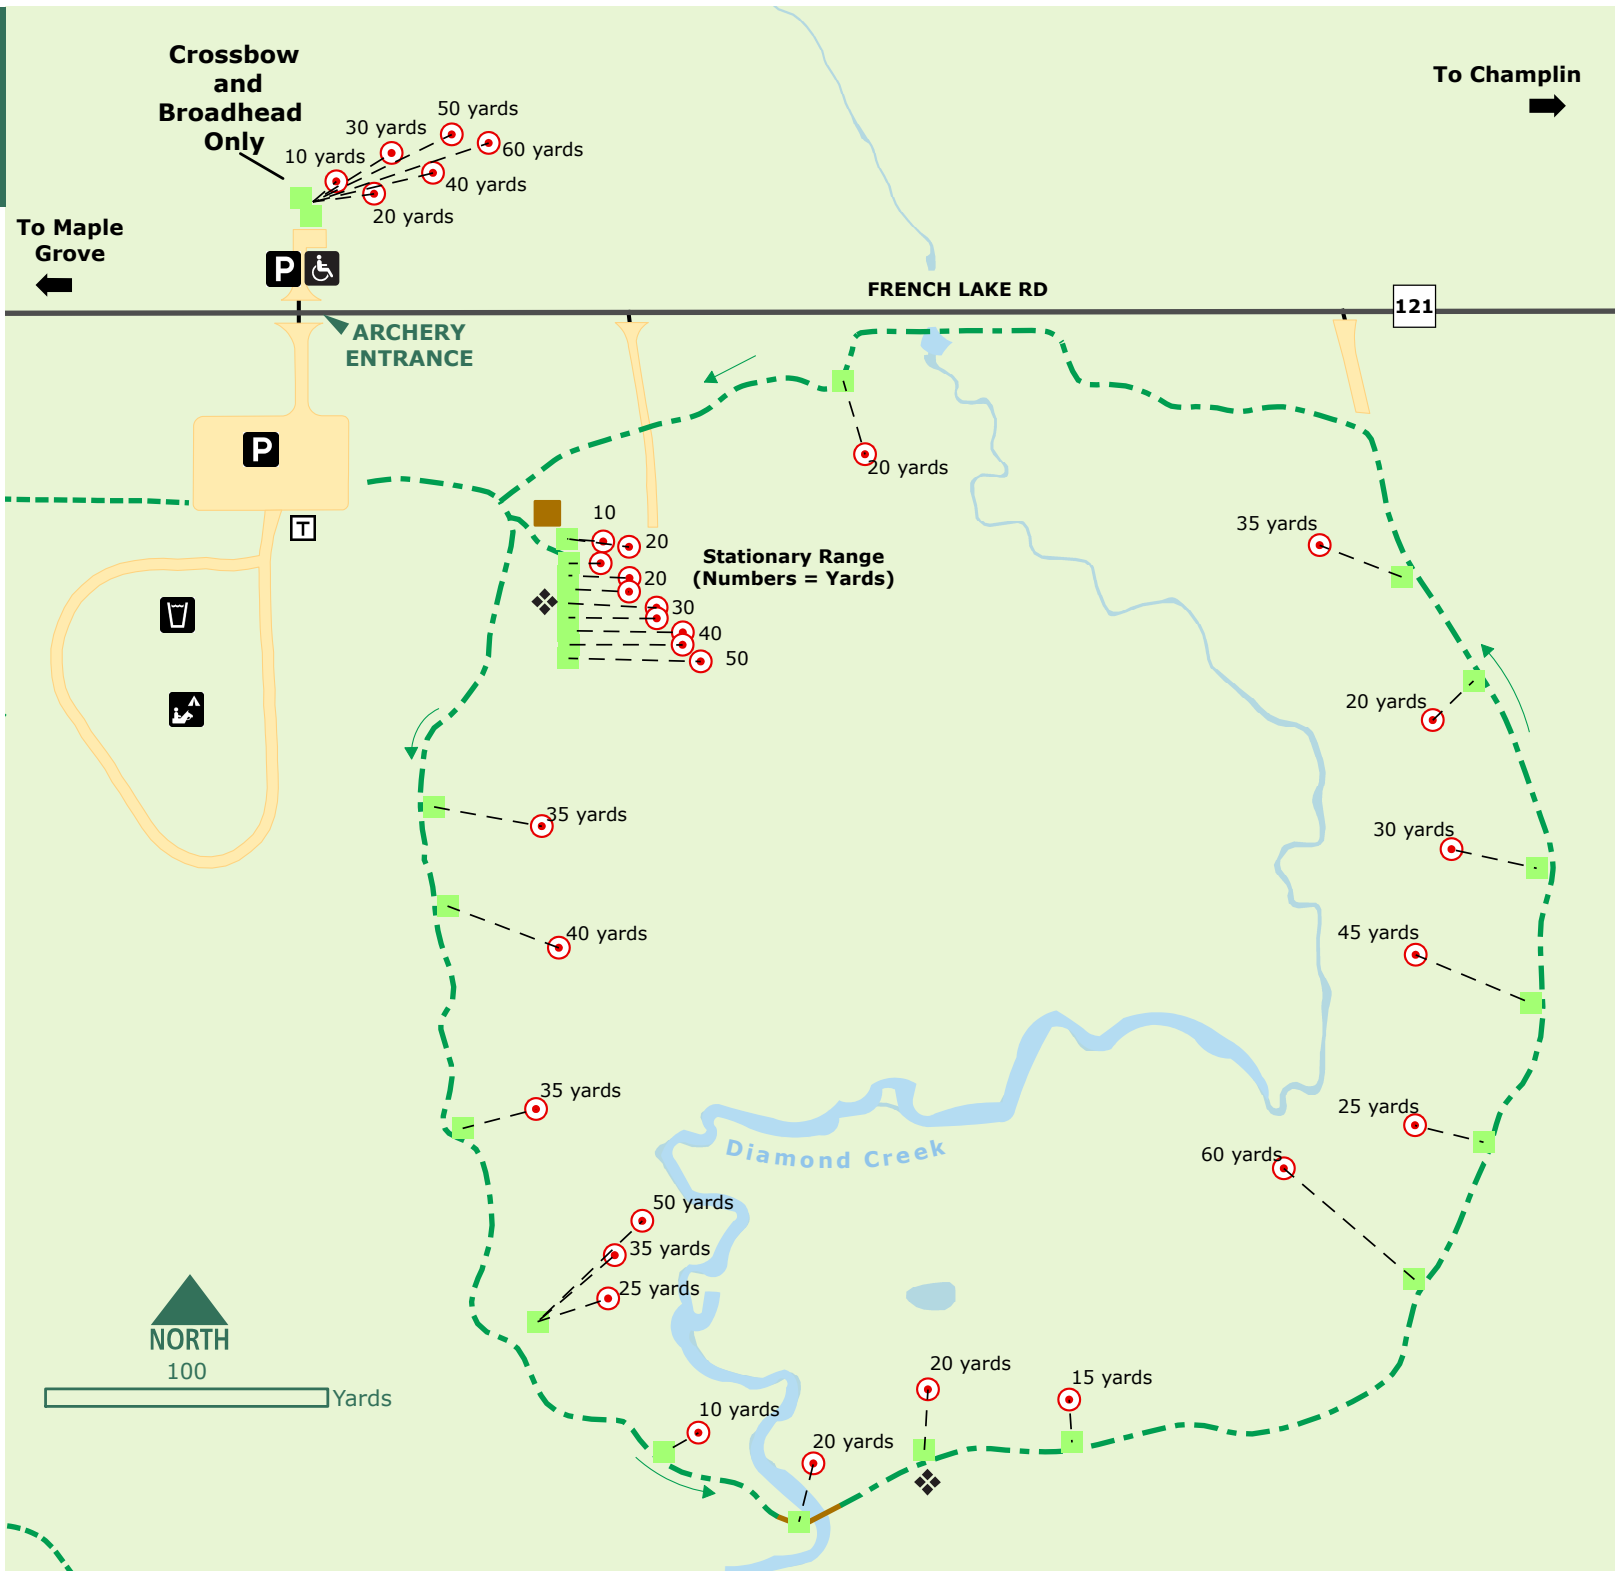 Crossbow
and
Broadhead
Only
50 yards
30 yards
60 yards
10 yards
40 yards
20 yards
To Champlin
To Maple
Grove
P
FRENCH LAKE RD
121
ARCHERY
ENTRANCE
P
T
20 yards
10
20
Stationary Range
(Numbers = Yards)
20
30
40
50
35 yards
20 yards
35 yards
30 yards
40 yards
45 yards
35 yards
25 yards
Diamond Creek
60 yards
50 yards
35 yards
25 yards
NORTH
100
Yards
20 yards
15 yards
10 yards
20 yards